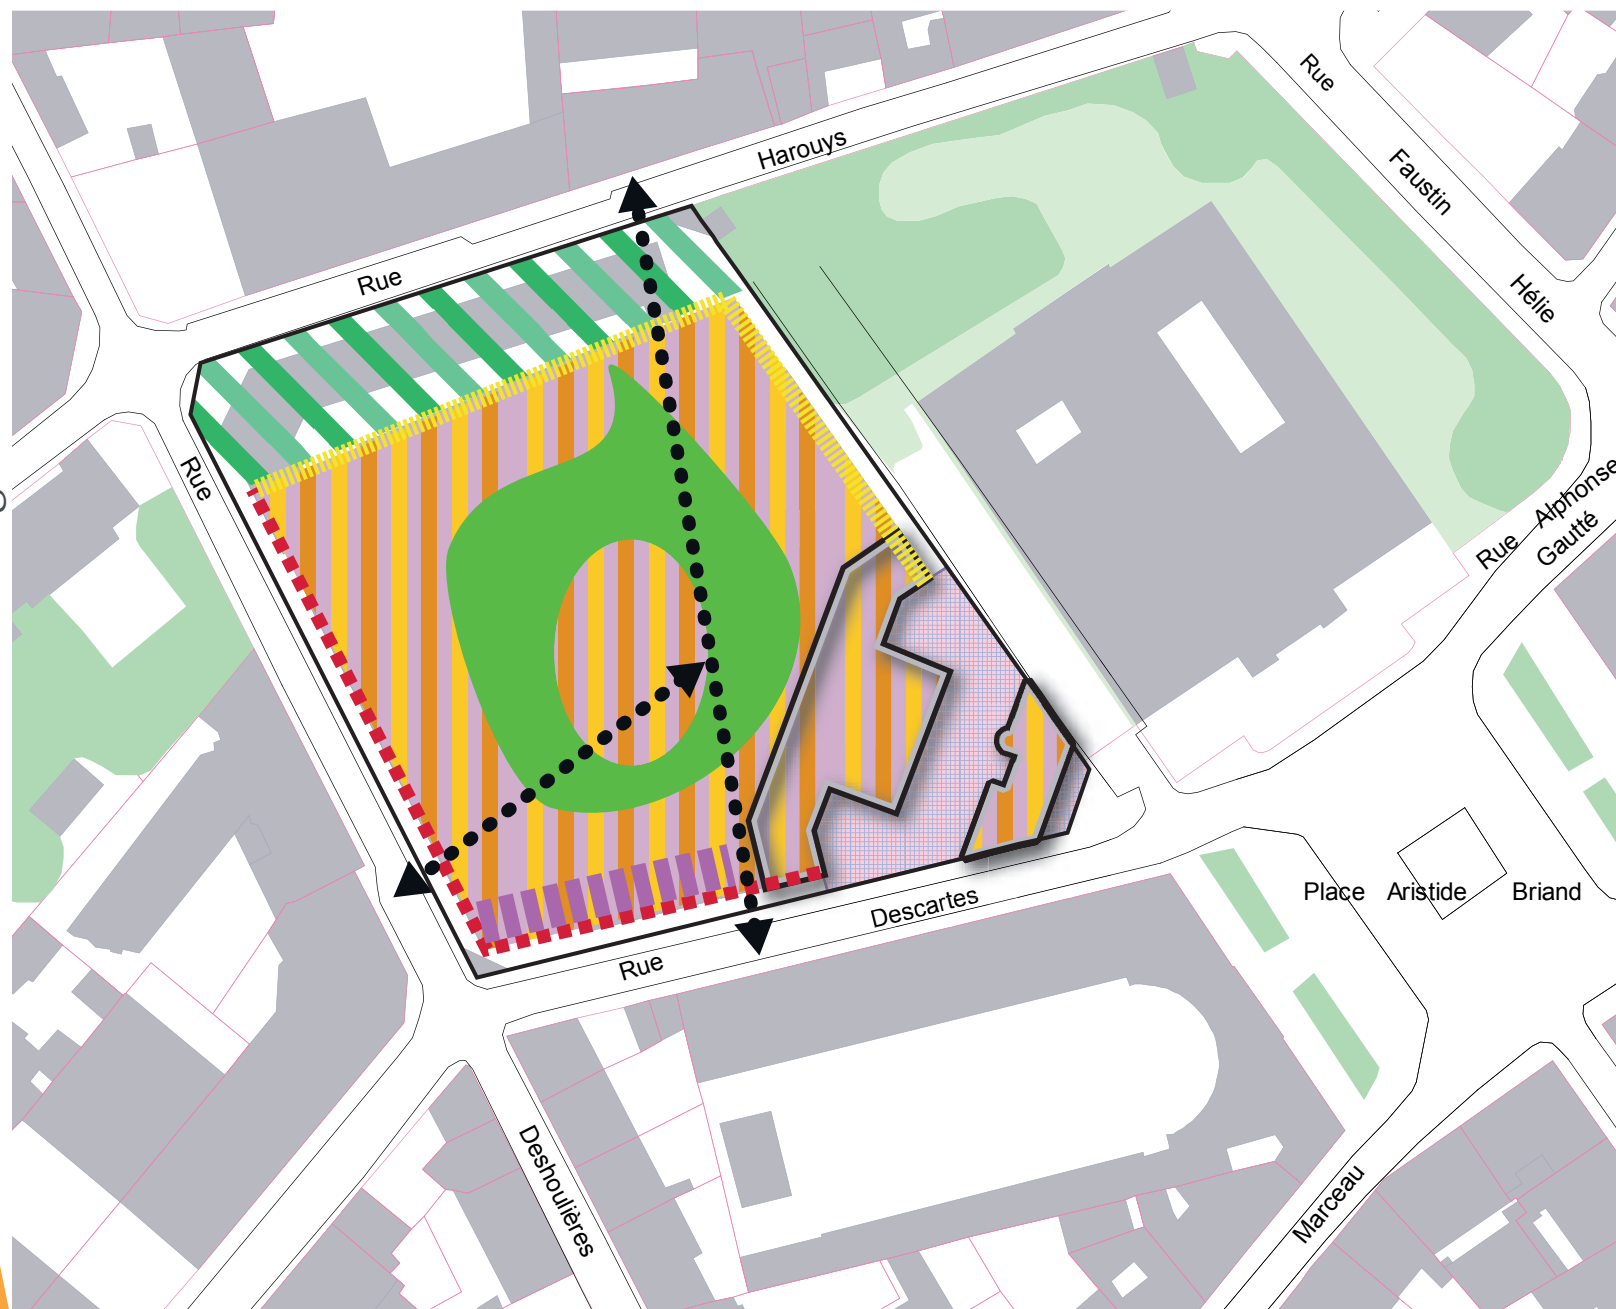 Rue
Harouys
Faustin
Rue
Hélie
Rue
Alphonse
Rue
Gautté
Place Aristide Briand
Descartes
Rue
Deshoulières
Marceau